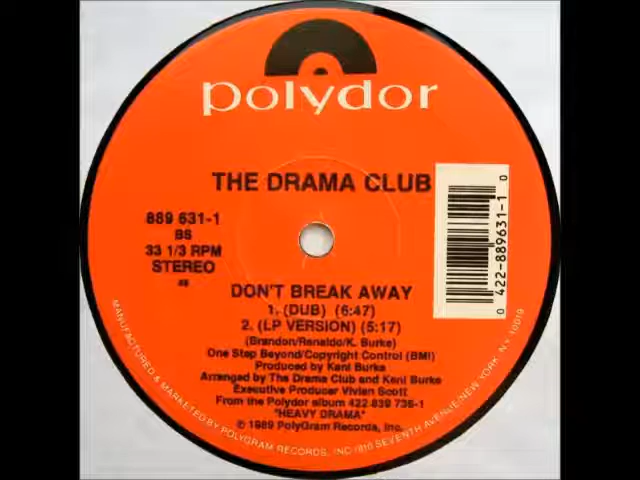 polydor
THE DRAMA CLUB
889 631-1
BS
33 1/3 RPM
STEREO
DON'T BREAK AWAY
1. (DUB) (6:47)
2. (LP VERSION) (5:17)
(Brandon/Renaldo/K. Burke)
One Step Beyond/Copyright Control (BMI)
Produced by Keni Burke
Arranged by The Drama Club and Keni Burke
Executive Producer Vivian Scott
From the Polydor album 422-839 736-1
"HEAVY DRAMA"
℗ 1989 PolyGram Records, Inc.
MANUFACTURED & MARKETED BY POLYGRAM RECORDS, INC 810 SEVENTH AVENUE/NEW YORK, N.Y. 10019
0 422-889631-1 0